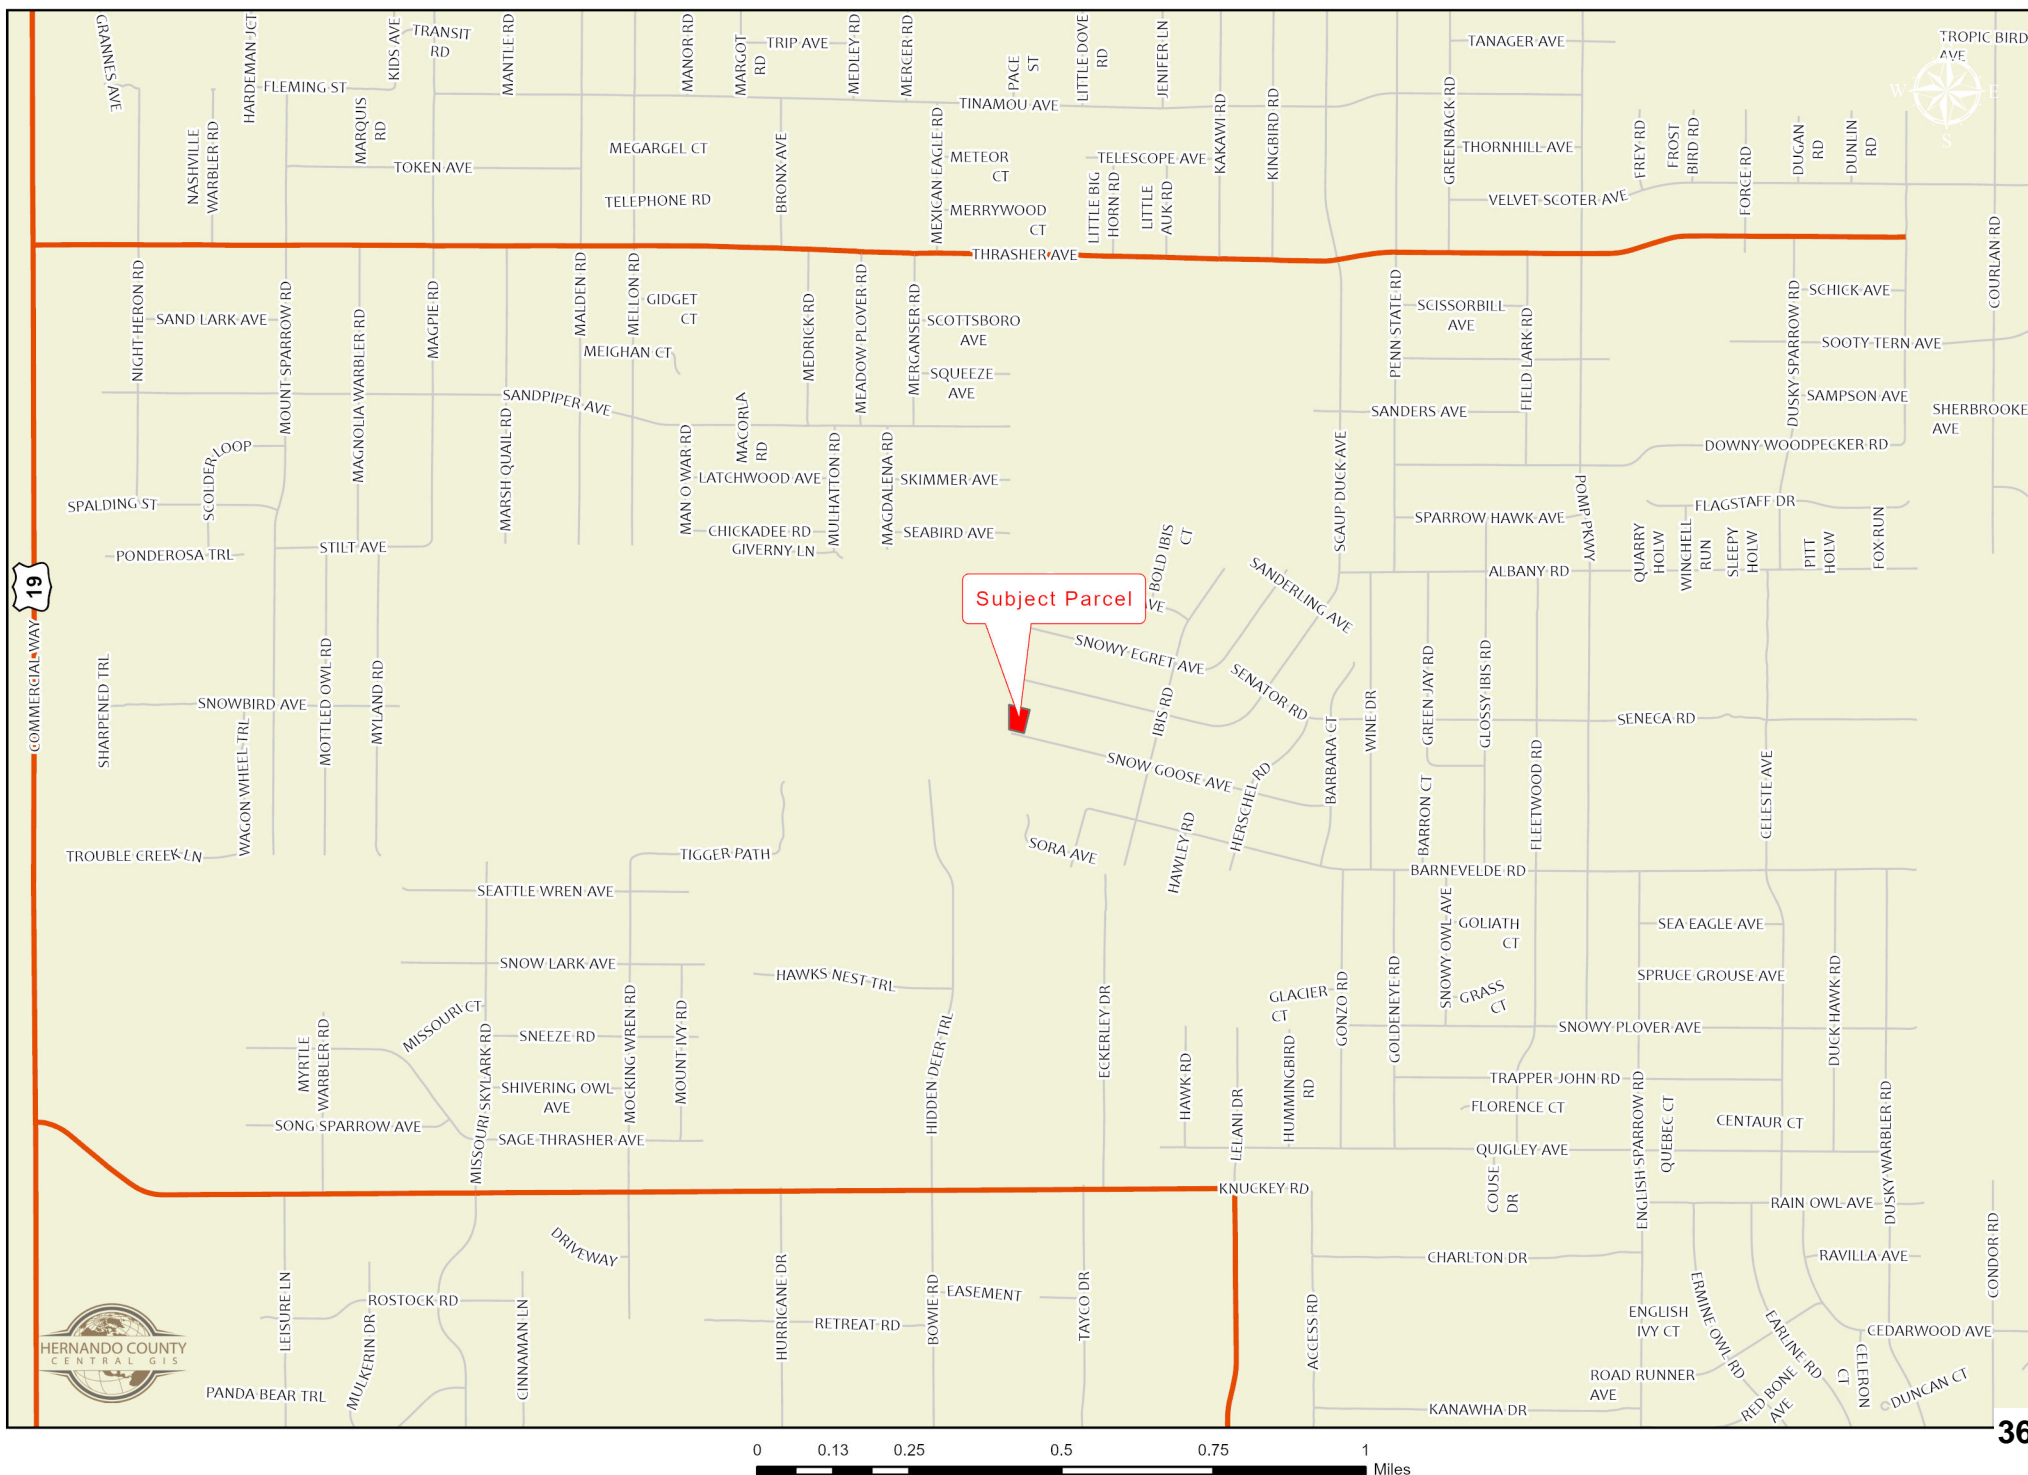 GRANNES AVE
HARDEMAN JCT
KIDS AVE
TRANSIT
RD
MANTLE RD
MANOR RD
MARGOT
RD
TRIP AVE
MEDLEY RD
MERCER RD
PACE
ST
LITTLE DOVE
RD
JENIFER LN
TANAGER AVE
TROPIC BIRD
AVE
FLEMING ST
TINAMOU AVE
KAKAWI RD
KINGBIRD RD
GREENBACK RD
W
E
S
NASHVILLE
WARBLER RD
MARQUIS
RD
TOKEN AVE
MEGARGEL CT
TELEPHONE RD
BRONX AVE
MEXICAN EAGLE RD
METEOR
CT
MERRYWOOD
CT
TELESCOPE AVE
LITTLE BIG
HORN RD
LITTLE
AUK RD
THORNHILL AVE
VELVET SCOTER AVE
FREY RD
FROST
BIRD RD
FORCE RD
DUGAN
RD
DUNLIN
RD
COURLAN RD
THRASHER AVE
NIGHT HERON RD
SAND LARK AVE
MOUNT SPARROW RD
MAGNOLIA WARBLER RD
MAGPIE RD
MALDEN RD
MELLON RD
GIDGET
CT
MEIGHAN CT
MEDRICK RD
MEADOW PLOVER RD
MERGANSER RD
SCOTTSBORO
AVE
SQUEEZE
AVE
PENN STATE RD
SCISSORBILL
AVE
FIELD LARK RD
DUSKY SPARROW RD
SCHICK AVE
SOOTY TERN AVE
SAMPSON AVE
SHERBROOKE
AVE
SANDPIPER AVE
MARSH QUAIL RD
MAN O WAR RD
MACORLA
RD
MULHATTON RD
MAGDALENA RD
LATCHWOOD AVE
SKIMMER AVE
SANDERS AVE
SCAUP DUCK AVE
DOWNY WOODPECKER RD
SCOLDER LOOP
SPALDING ST
PONDEROSA TRL
STILT AVE
CHICKADEE RD
GIVERNY LN
SEABIRD AVE
BOLD IBIS
CT
SPARROW HAWK AVE
POMP PKWY
FLAGSTAFF DR
QUARRY
HOLW
WINCHELL
RUN
SLEEPY
HOLW
PITT
HOLW
FOX RUN
ALBANY RD
19
COMMERCIAL WAY
Subject Parcel
VE
SANDERLING AVE
SNOWY EGRET AVE
SENATOR RD
SHARPENED TRL
SNOWBIRD AVE
WAGON WHEEL TRL
MOTTLED OWL RD
MYLAND RD
IBIS RD
SNOW GOOSE AVE
HERSCHEL RD
BARBARA CT
WINE DR
GREEN JAY RD
GLOSSY IBIS RD
SENECA RD
BARRON CT
FLEETWOOD RD
CELESTE AVE
TROUBLE CREEK LN
TIGGER PATH
SORA AVE
HAWLEY RD
BARNEVELDE RD
SEATTLE WREN AVE
SNOW LARK AVE
HAWKS NEST TRL
SNOWY OWL AVE
GOLIATH
CT
SEA EAGLE AVE
SPRUCE GROUSE AVE
MISSOURI CT
MISSOURI SKYLARK RD
SNEEZE RD
MOCKING WREN RD
MOUNT IVY RD
HIDDEN DEER TRL
ECKERLEY DR
GLACIER
CT
GONZO RD
GOLDENEYE RD
GRASS
CT
SNOWY PLOVER AVE
DUCK HAWK RD
MYRTLE
WARBLER RD
SHIVERING OWL
AVE
HAWK RD
LELANI DR
HUMMINGBIRD
RD
TRAPPER JOHN RD
FLORENCE CT
ENGLISH SPARROW RD
QUEBEC CT
CENTAUR CT
DUSKY WARBLER RD
SONG SPARROW AVE
SAGE THRASHER AVE
QUIGLEY AVE
KNUCKEY RD
COUSE
DR
RAIN OWL AVE
DRIVEWAY
CHARLTON DR
RAVILLA AVE
CONDOR RD
LEISURE LN
ROSTOCK RD
MULKERIN DR
CINNAMAN LN
HURRICANE DR
RETREAT RD
BOWIE RD
EASEMENT
TAYCO DR
ACCESS RD
ENGLISH
IVY CT
ERMINE OWL RD
EARLINE RD
CEDARWOOD AVE
HERNANDO COUNTY
CENTRAL GIS
PANDA BEAR TRL
ROAD RUNNER
AVE
RED BONE
AVE
CELERON
CT
DUNCAN CT
KANAWHA DR
36
0 0.13 0.25 0.5 0.75 1
Miles